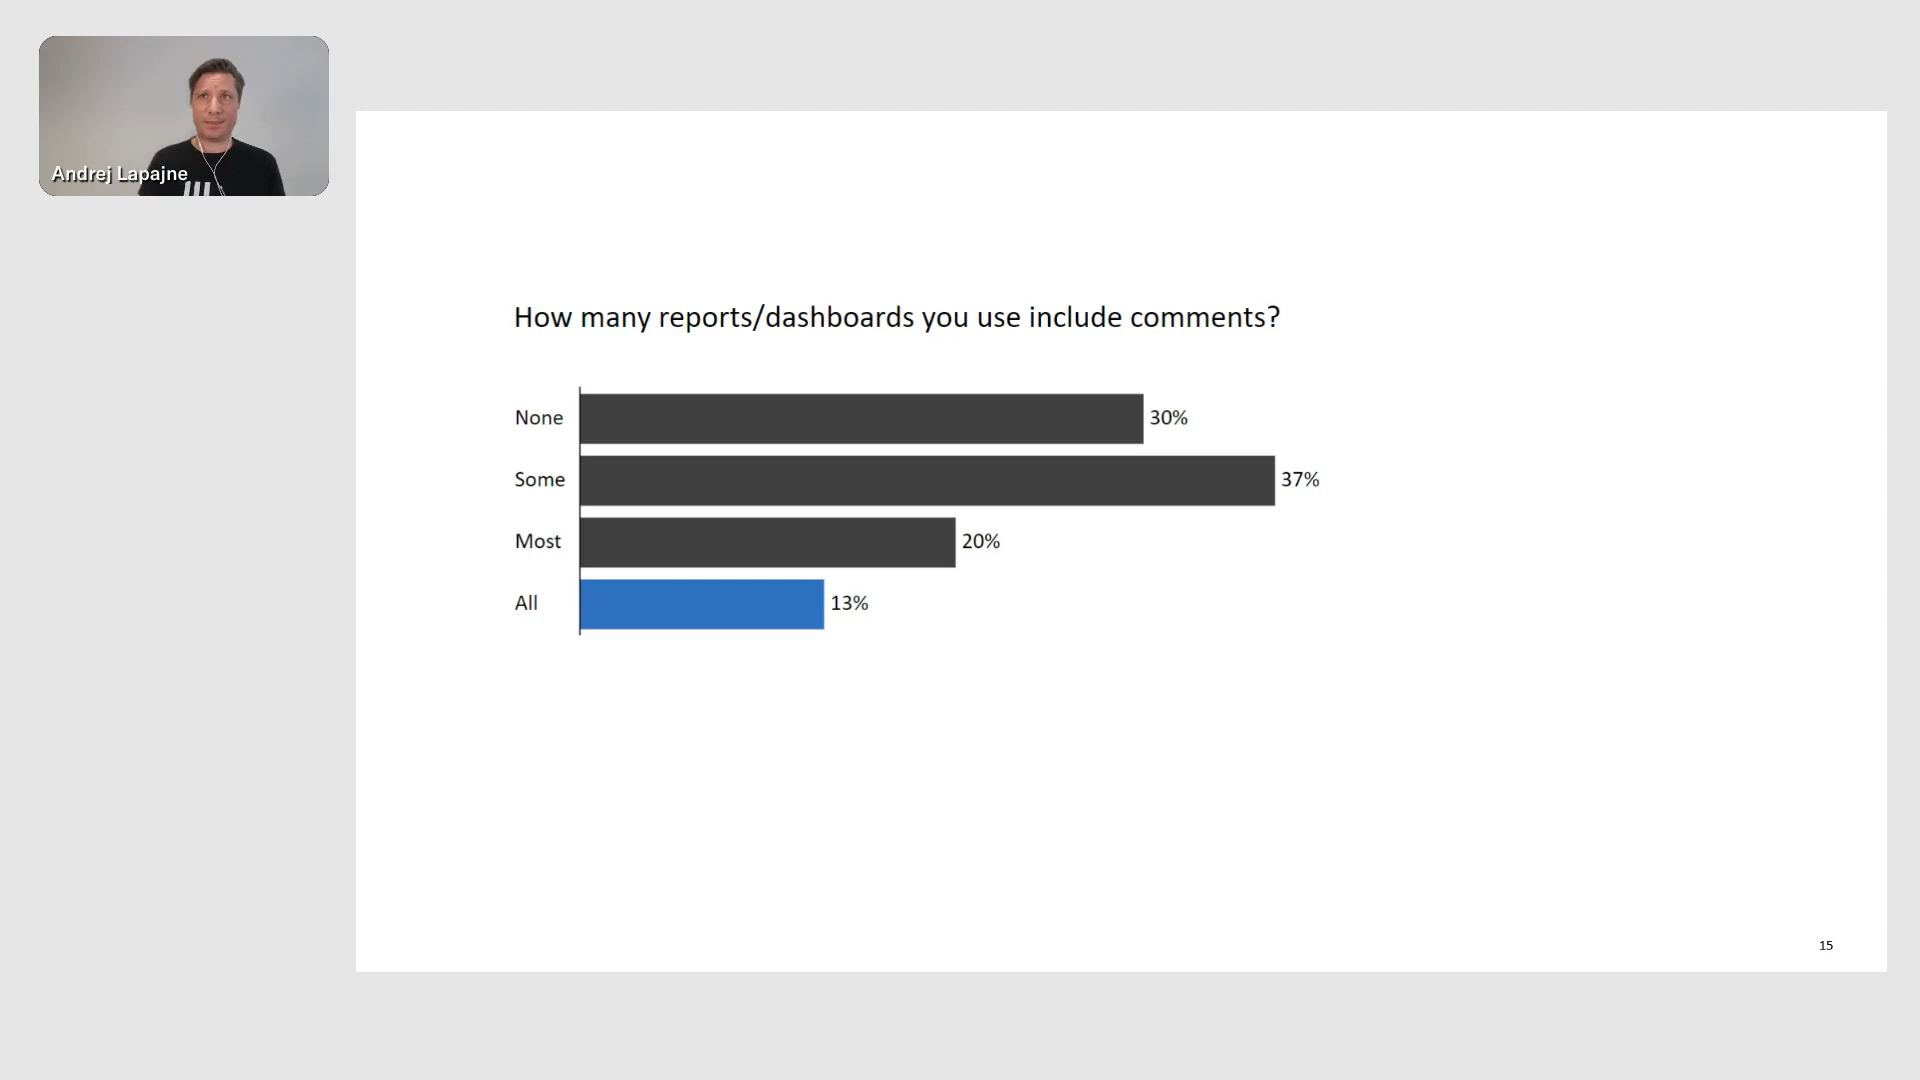 Andrej Lapajne
How many reports/dashboards you use include comments?
None 30%
Some 37%
Most 20%
All 13%
15